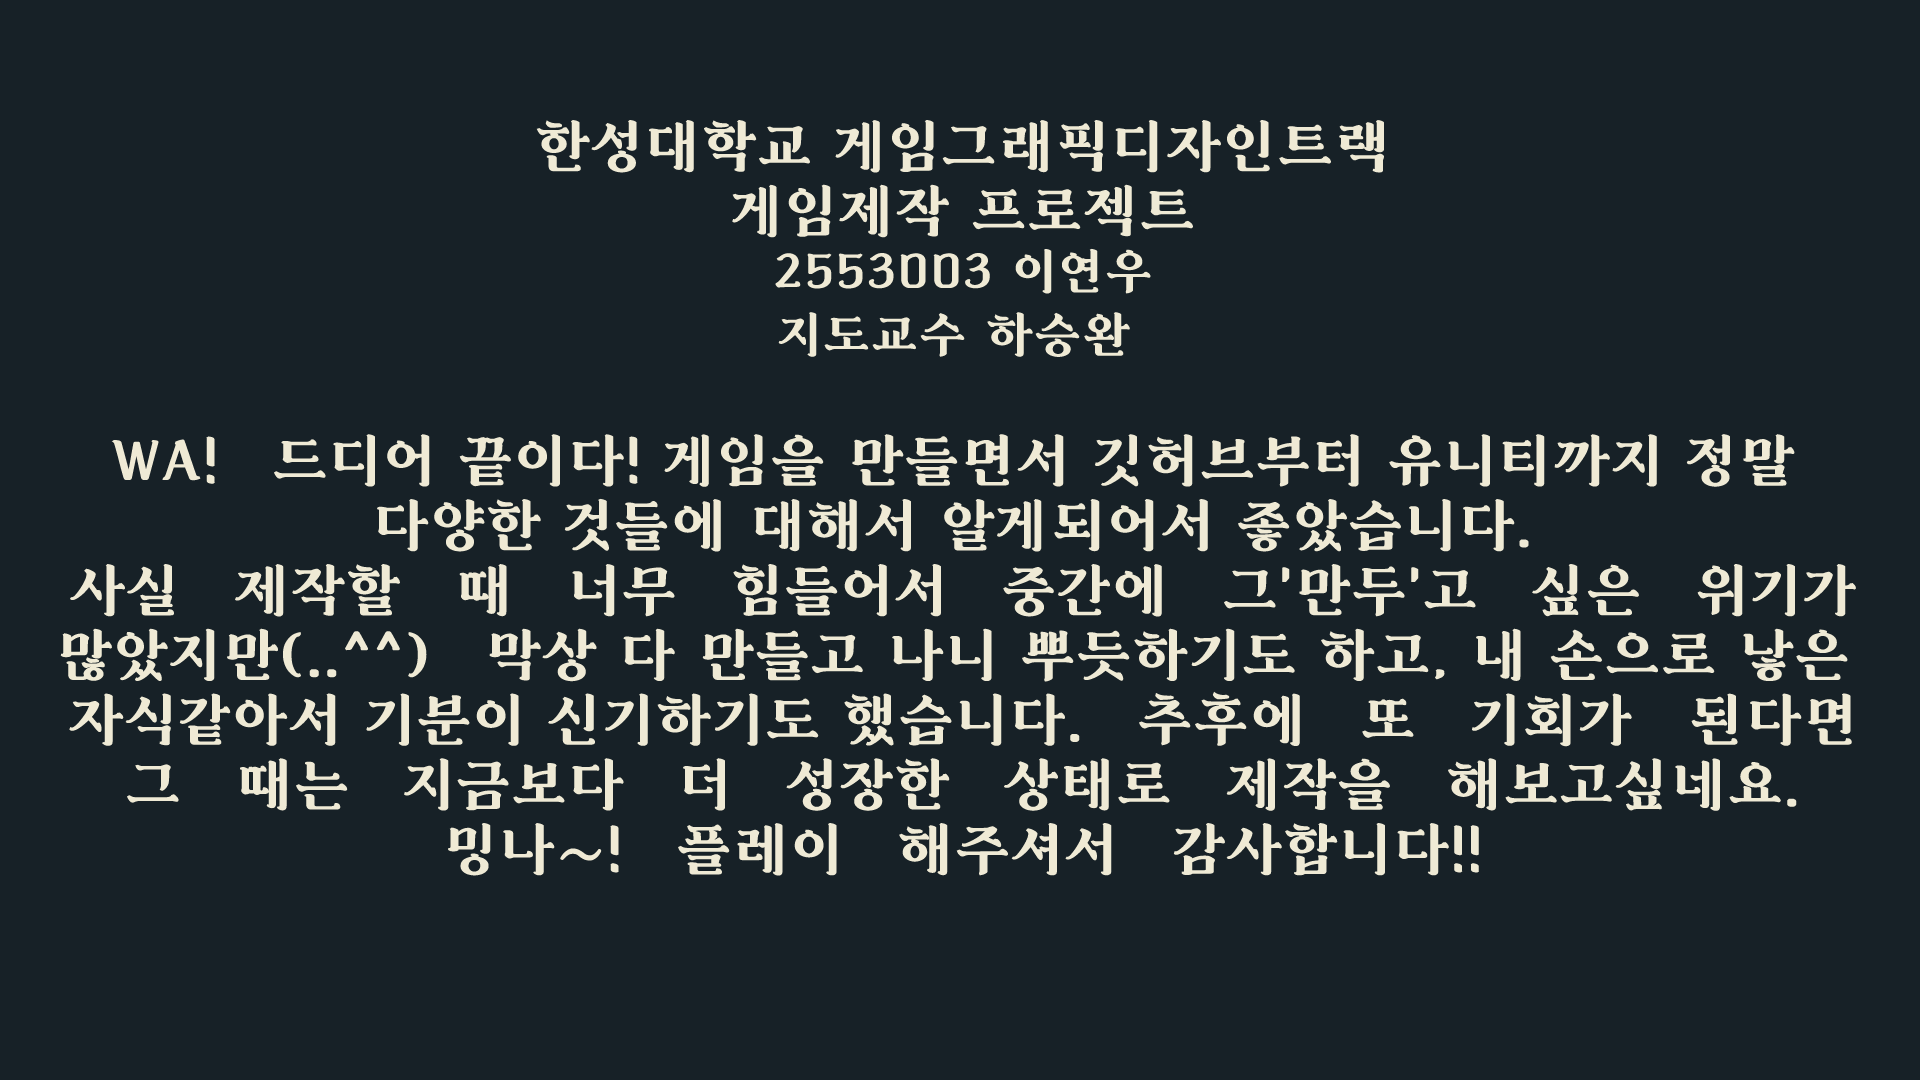 한성대학교 게임그래픽디자인트랙
게임제작 프로젝트
2553003 이연우
지도교수 하승완
WA! 드디어 끝이다! 게임을 만들면서 깃허브부터 유니티까지 정말
다양한 것들에 대해서 알게되어서 좋았습니다.
사실 제작할 때 너무 힘들어서 중간에 그'만두'고 싶은 위기가
많았지만(..^^) 막상 다 만들고 나니 뿌듯하기도 하고, 내 손으로 낳은
자식같아서 기분이 신기하기도 했습니다. 추후에 또 기회가 된다면
그 때는 지금보다 더 성장한 상태로 제작을 해보고싶네요.
밍나~! 플레이 해주셔서 감사합니다!!